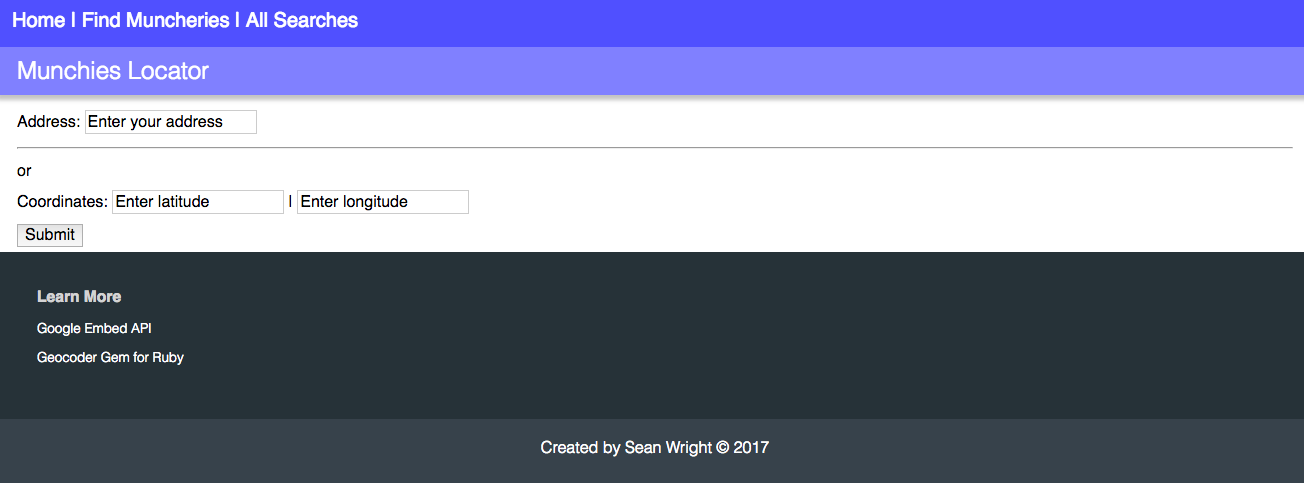 Home | Find Muncheries | All Searches
Munchies Locator
Address: Enter your address
or
Coordinates: Enter latitude | Enter longitude
Submit
Learn More
Google Embed API
Geocoder Gem for Ruby
Created by Sean Wright © 2017